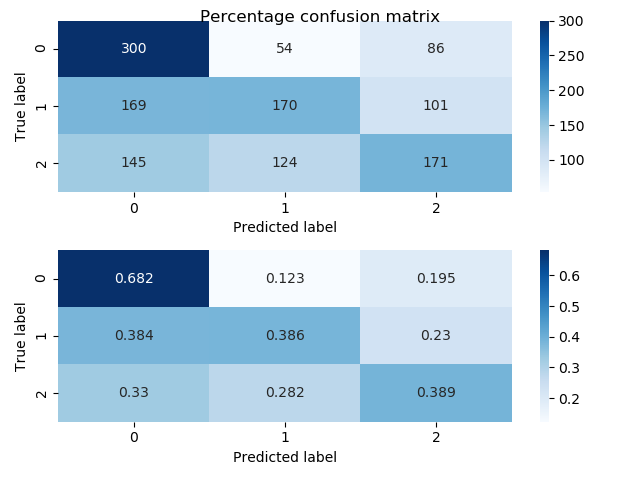 Percentage confusion matrix
True label
0 300 54 86
1 169 170 101
2 145 124 171
0 1 2
Predicted label
300
250
200
150
100
True label
0 0.682 0.123 0.195
1 0.384 0.386 0.23
2 0.33 0.282 0.389
0 1 2
Predicted label
0.6
0.5
0.4
0.3
0.2